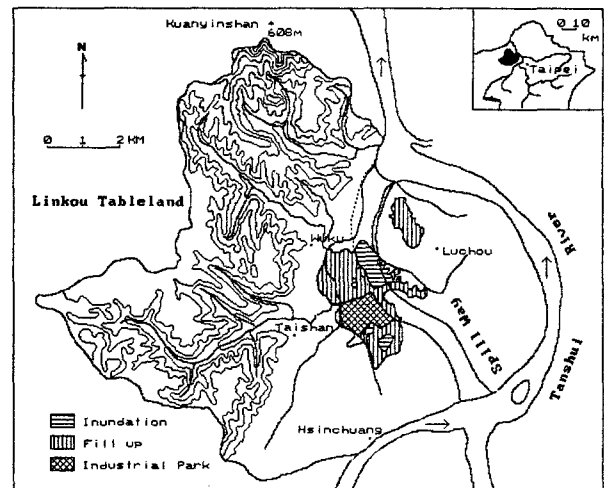 Kuanyinshan
608M
N
0 10
KM
Taipei
0 1 2 KM
Linkou Tableland
Wuku
Luchou
River
Taishan
Spill Way
Tanshui
Hsinchuang
Inundation
Fill up
Industrial Park